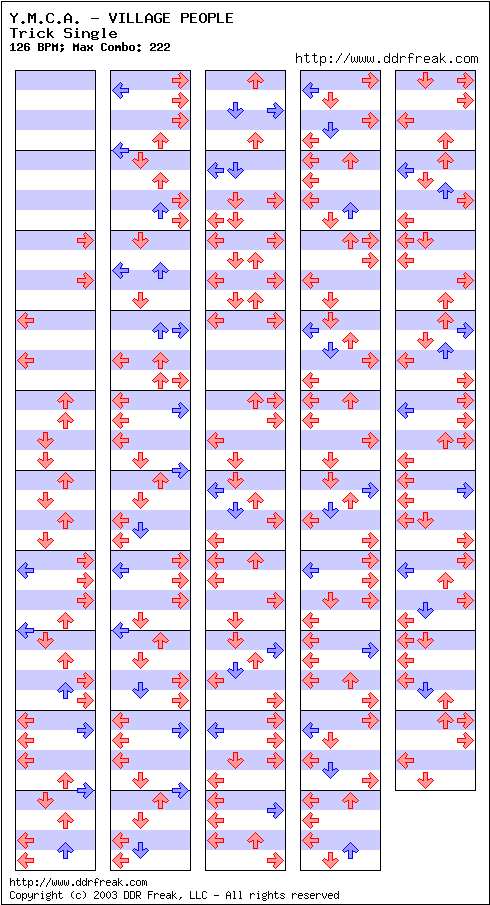 Y.M.C.A. - VILLAGE PEOPLE
Trick Single
126 BPM; Max Combo: 222
http://www.ddrfreak.com
http://www.ddrfreak.com
Copyright (c) 2003 DDR Freak, LLC - All rights reserved